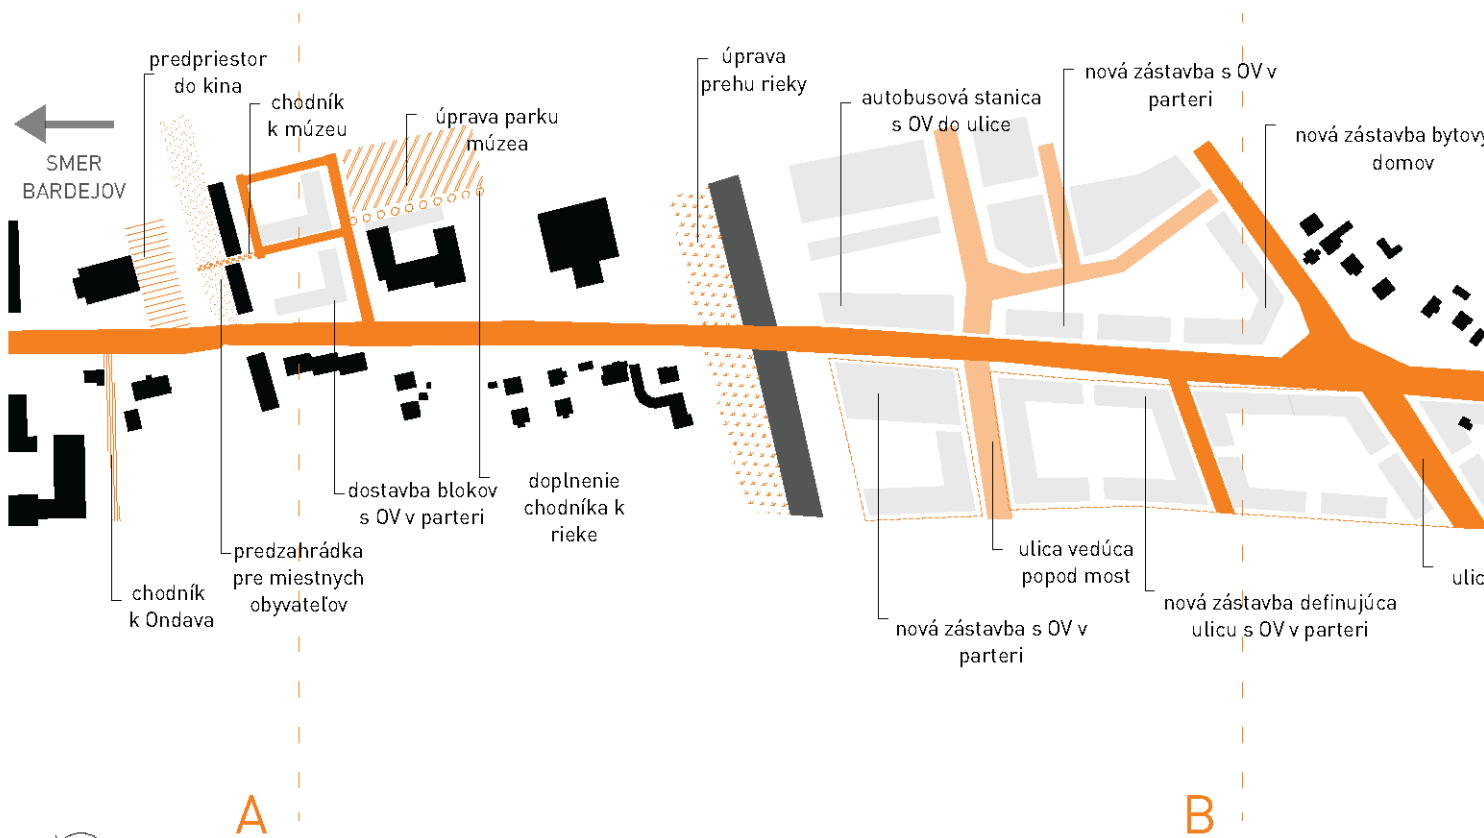 predpriestor
do kina
chodník
k múzeu
úprava parku
múzea
úprava
prehu rieky
autobusová stanica
s OV do ulice
nová zástavba s OV v
parteri
nová zástavba bytový
domov
SMER
BARDEJOV
dostavba blokov
s OV v parteri
doplnenie
chodníka k
rieke
predzahrádka
pre miestnych
obyvateľov
chodník
k Ondava
ulica vedúca
popod most
nová zástavba s OV v
parteri
nová zástavba definujúca
ulicu s OV v parteri
A
B